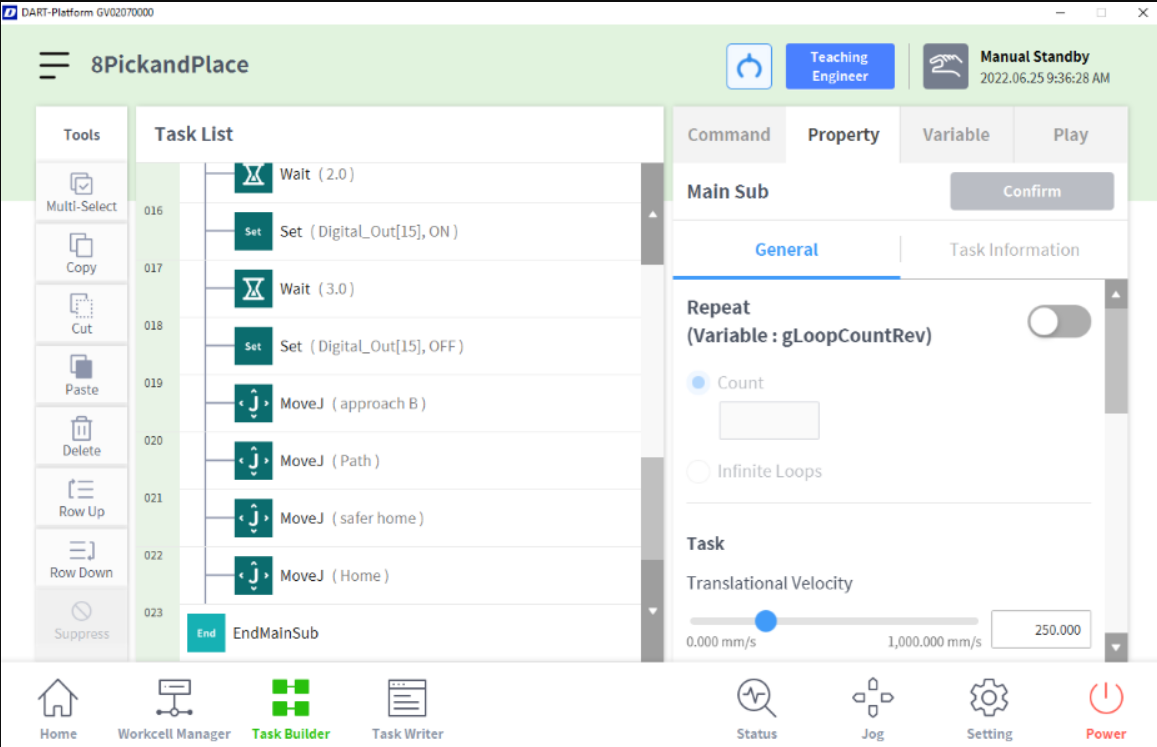 DART-Platform GV02070000
8PickandPlace
Teaching
Engineer
Manual Standby
2022.06.25 9:36:28 AM
Tools
Multi-Select
Copy
Cut
Paste
Delete
Row Up
Row Down
Suppress
Task List
Wait ( 2.0 )
016
Set Set ( Digital_Out[15], ON )
017
Wait ( 3.0 )
018
Set Set ( Digital_Out[15], OFF )
019
J MoveJ ( approach B )
020
J MoveJ ( Path )
021
J MoveJ ( safer home )
022
J MoveJ ( Home )
023
End EndMainSub
Command Property Variable Play
Main Sub Confirm
General Task Information
Repeat
(Variable : gLoopCountRev)
Count
Infinite Loops
Task
Translational Velocity
250.000
0.000 mm/s 1,000.000 mm/s
Home Workcell Manager Task Builder Task Writer Status Jog Setting Power